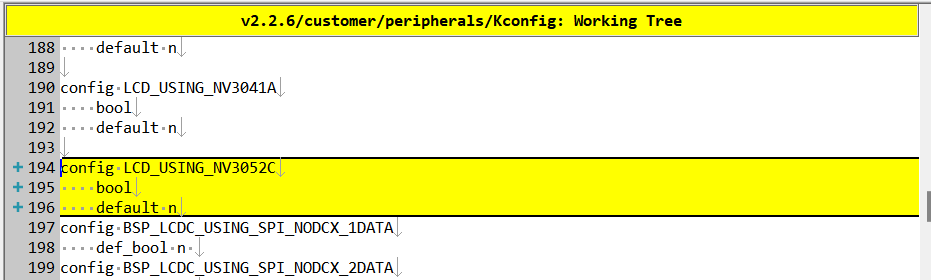 v2.2.6/customer/peripherals/Kconfig: Working Tree
188 ····default·n↓
189 ↓
190 config·LCD_USING_NV3041A↓
191 ····bool↓
192 ····default·n↓
193 ↓
+ 194 config·LCD_USING_NV3052C↓
+ 195 ····bool↓
+ 196 ····default·n↓
197 config·BSP_LCDC_USING_SPI_NODCX_1DATA↓
198 ····def_bool·n·↓
199 config·BSP_LCDC_USING_SPI_NODCX_2DATA↓